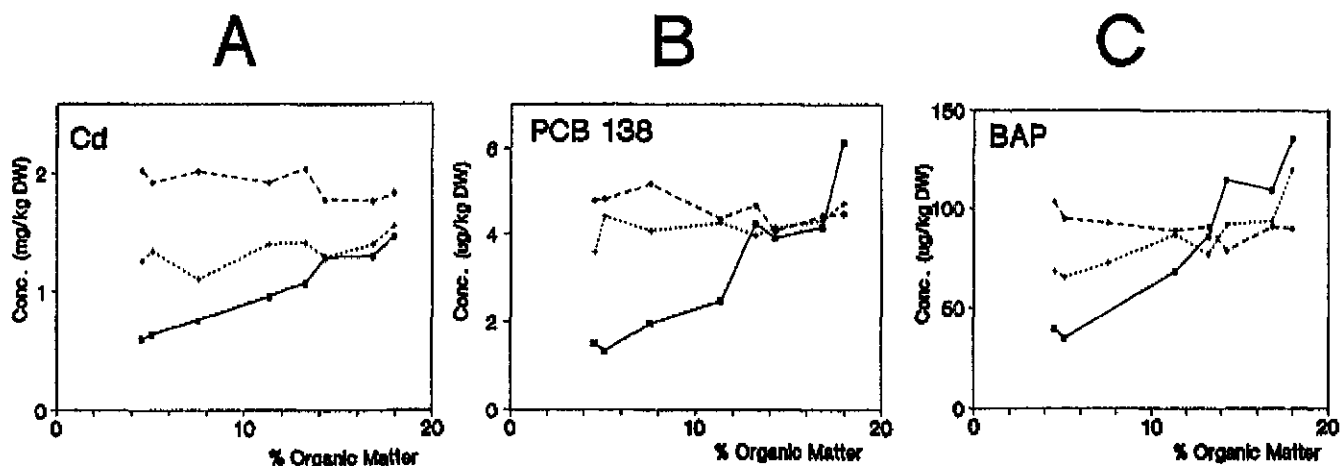 A
B
C
Cd
Conc. (mg/kg DW)
2
1
0
0
10
20
% Organic Matter
PCB 138
Conc. (ug/kg DW)
6
4
2
0
0
10
20
% Organic Matter
BAP
Conc. (ug/kg DW)
150
100
50
0
0
10
20
% Organic Matter